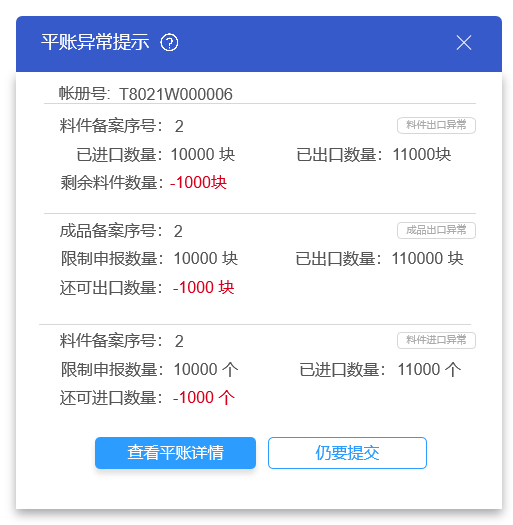 平账异常提示 ?
帐册号: T8021W000006
料件备案序号： 2 料件出口异常
已进口数量：10000 块 已出口数量：11000块
剩余料件数量：-1000块
成品备案序号： 2 成品出口异常
限制申报数量：10000 块 已出口数量：110000 块
还可出口数量： -1000 块
料件备案序号： 2 料件进口异常
限制申报数量：10000 个 已进口数量： 11000 个
还可进口数量： -1000 个
查看平账详情 仍要提交